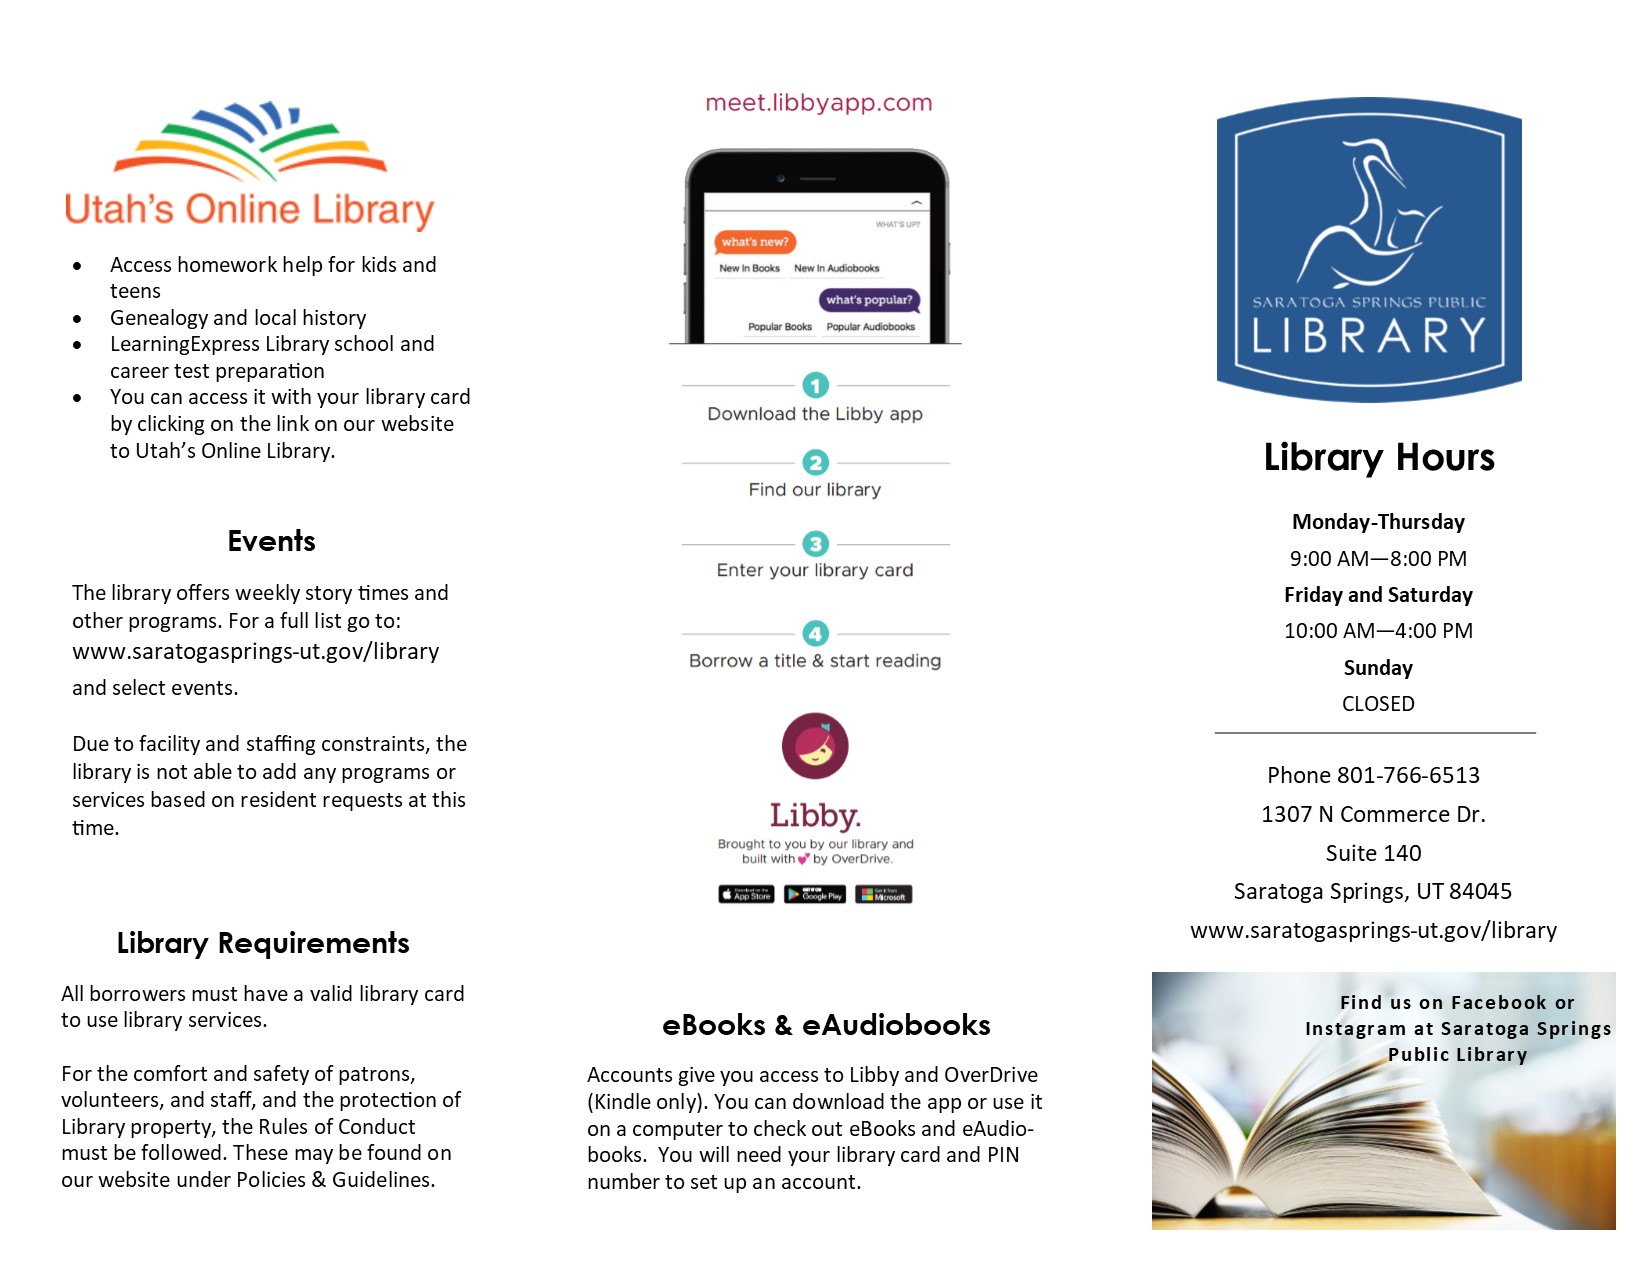 Utah's Online Library
• Access homework help for kids and
teens
• Genealogy and local history
• LearningExpress Library school and
career test preparation
• You can access it with your library card
by clicking on the link on our website
to Utah’s Online Library.
Events
The library offers weekly story times and
other programs. For a full list go to:
www.saratogasprings-ut.gov/library
and select events.
Due to facility and staffing constraints, the
library is not able to add any programs or
services based on resident requests at this
time.
Library Requirements
All borrowers must have a valid library card
to use library services.
For the comfort and safety of patrons,
volunteers, and staff, and the protection of
Library property, the Rules of Conduct
must be followed. These may be found on
our website under Policies & Guidelines.
meet.libbyapp.com
WHAT'S UP?
what's new?
New In Books New In Audiobooks
what's popular?
Popular Books Popular Audiobooks
1
Download the Libby app
2
Find our library
3
Enter your library card
4
Borrow a title & start reading
Libby.
Brought to you by our library and
built with 💕 by OverDrive.
Download on the App Store
GET IT ON Google Play
Get it from Microsoft
eBooks & eAudiobooks
Accounts give you access to Libby and OverDrive
(Kindle only). You can download the app or use it
on a computer to check out eBooks and eAudio-
books.  You will need your library card and PIN
number to set up an account.
SARATOGA SPRINGS PUBLIC
LIBRARY
Library Hours
Monday-Thursday
9:00 AM—8:00 PM
Friday and Saturday
10:00 AM—4:00 PM
Sunday
CLOSED
Phone 801-766-6513
1307 N Commerce Dr.
Suite 140
Saratoga Springs, UT 84045
www.saratogasprings-ut.gov/library
Find us on Facebook or
Instagram at Saratoga Springs
Public Library